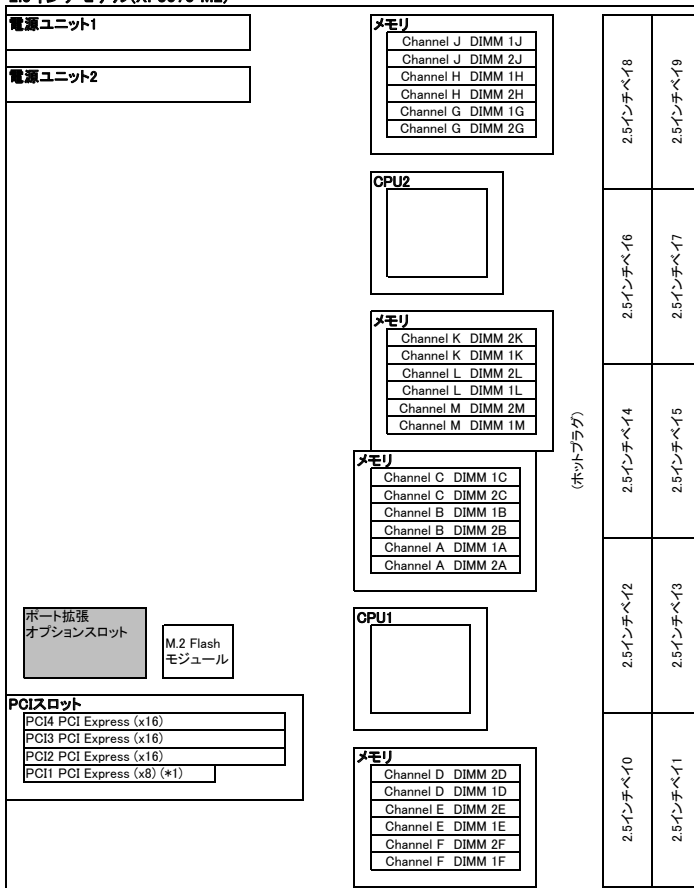 電源ユニット1
電源ユニット2
メモリ
Channel J DIMM 1J
Channel J DIMM 2J
Channel H DIMM 1H
Channel H DIMM 2H
Channel G DIMM 1G
Channel G DIMM 2G
CPU2
メモリ
Channel K DIMM 2K
Channel K DIMM 1K
Channel L DIMM 2L
Channel L DIMM 1L
Channel M DIMM 2M
Channel M DIMM 1M
メモリ
Channel C DIMM 1C
Channel C DIMM 2C
Channel B DIMM 1B
Channel B DIMM 2B
Channel A DIMM 1A
Channel A DIMM 2A
ポート拡張
オプションスロット
M.2 Flash
モジュール
CPU1
PCIスロット
PCI4 PCI Express (x16)
PCI3 PCI Express (x16)
PCI2 PCI Express (x16)
PCI1 PCI Express (x8) (*1)
メモリ
Channel D DIMM 2D
Channel D DIMM 1D
Channel E DIMM 2E
Channel E DIMM 1E
Channel F DIMM 2F
Channel F DIMM 1F
(ホットプラグ)
2.5インチベイ8
2.5インチベイ9
2.5インチベイ6
2.5インチベイ7
2.5インチベイ4
2.5インチベイ5
2.5インチベイ2
2.5インチベイ3
2.5インチベイ0
2.5インチベイ1